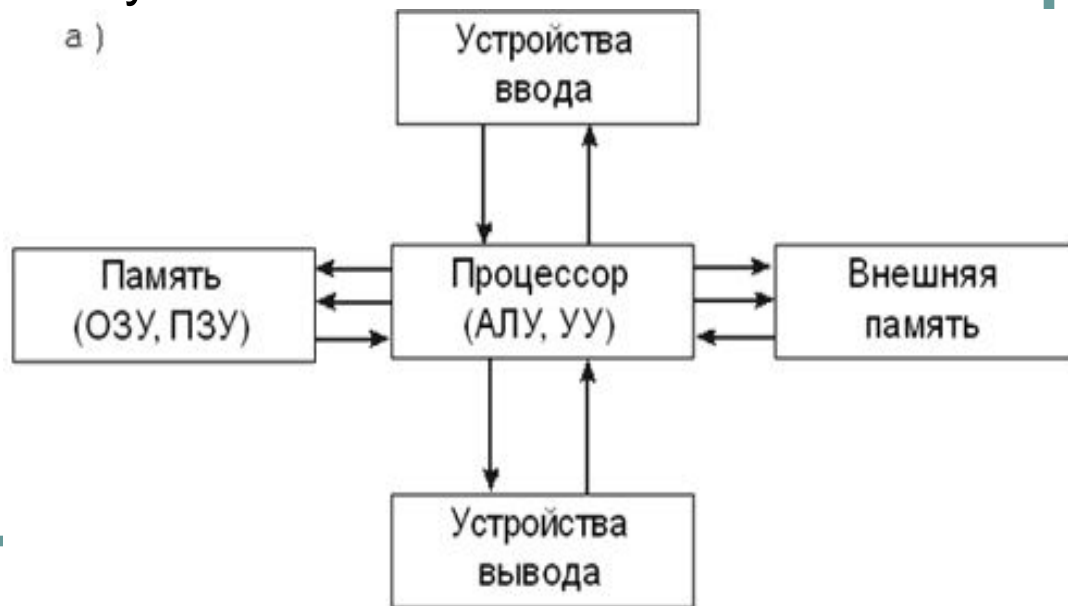 а )
Устройства
ввода
Память
(ОЗУ, ПЗУ)
Процессор
(АЛУ, УУ)
Внешняя
память
Устройства
вывода